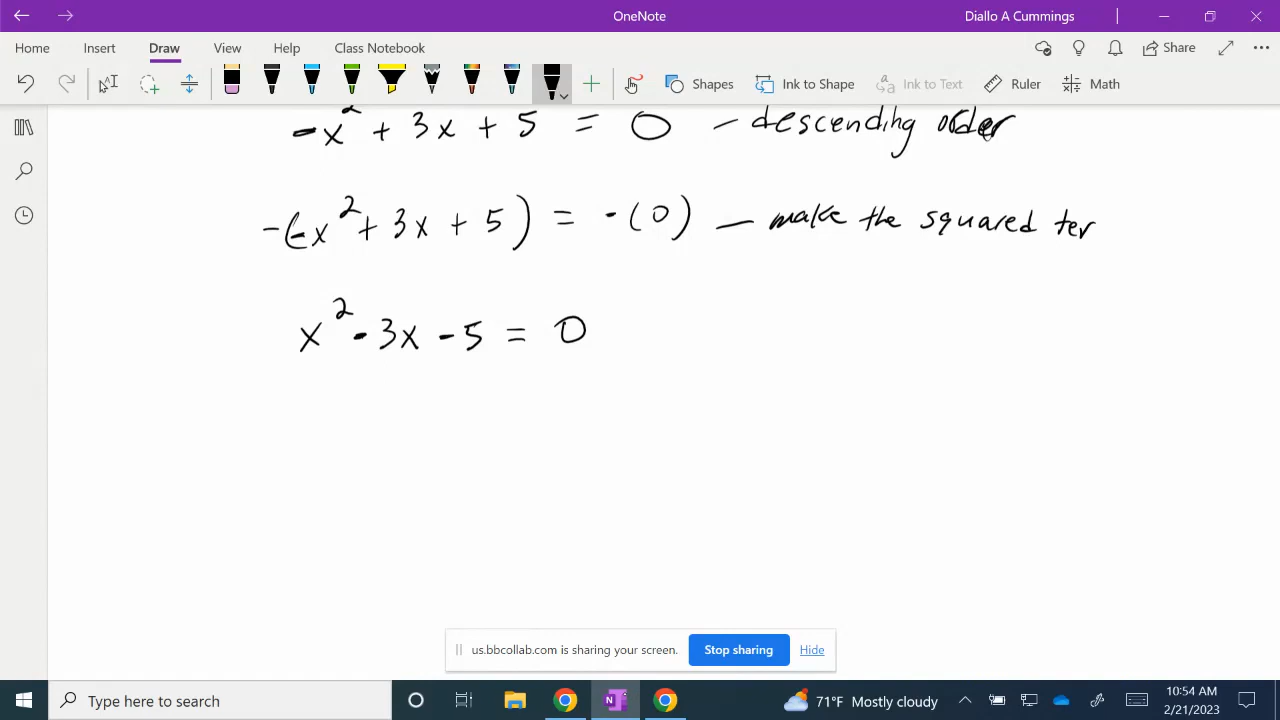 OneNote
Diallo A Cummings
Home Insert Draw View Help Class Notebook Share
Shapes Ink to Shape Ink to Text Ruler Math
-x² + 3x + 5 = 0 — descending order
-(-x² + 3x + 5) = -(0) — make the squared ter
x² - 3x - 5 = 0
us.bbcollab.com is sharing your screen. Stop sharing Hide
Type here to search
71°F Mostly cloudy
10:54 AM
2/21/2023